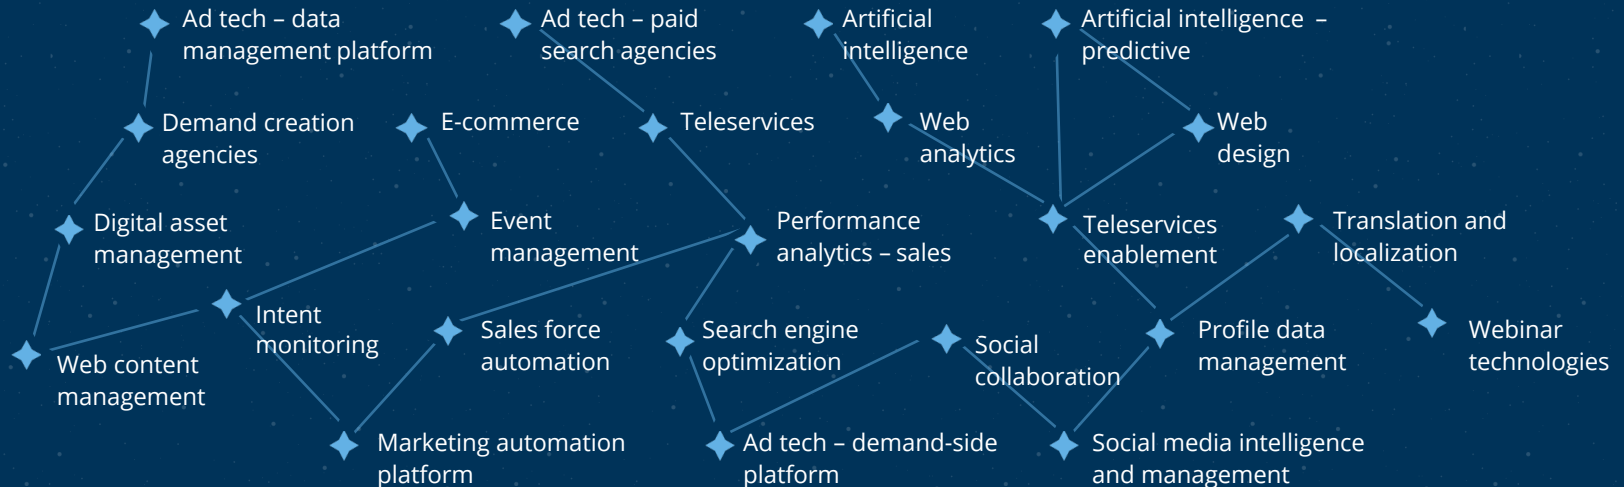 Ad tech – data
management platform
Ad tech – paid
search agencies
Artificial
intelligence
Artificial intelligence –
predictive
Demand creation
agencies
E-commerce
Teleservices
Web
analytics
Web
design
Digital asset
management
Event
management
Performance
analytics – sales
Teleservices
enablement
Translation and
localization
Intent
monitoring
Sales force
automation
Search engine
optimization
Social
collaboration
Profile data
management
Webinar
technologies
Web content
management
Marketing automation
platform
Ad tech – demand-side
platform
Social media intelligence
and management